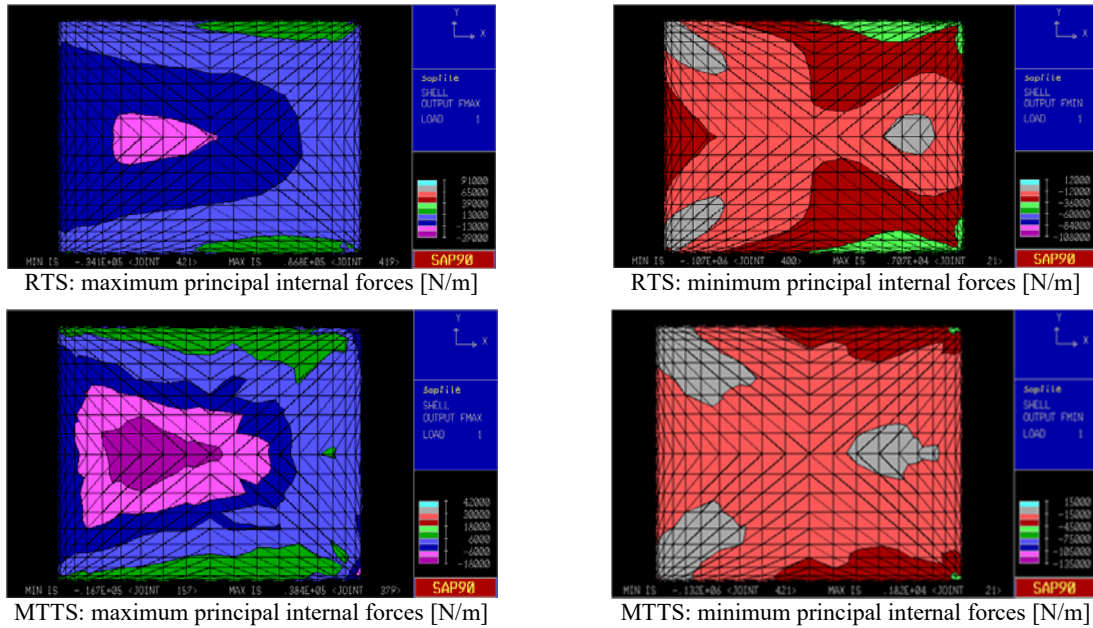 Y
X
sapfile
SHELL
OUTPUT FMAX
LOAD 1
91000
65000
39000
13000
-13000
-39000
MIN IS -.341E+05 <JOINT 421> MAX IS .868E+05 <JOINT 419>
SAP90
RTS: maximum principal internal forces [N/m]
Y
X
sapfile
SHELL
OUTPUT FMIN
LOAD 1
12000
-12000
-36000
-60000
-84000
-108000
MIN IS -.107E+06 <JOINT 400> MAX IS .707E+04 <JOINT 21>
SAP90
RTS: minimum principal internal forces [N/m]
Y
X
sapfile
SHELL
OUTPUT FMAX
LOAD 1
42000
30000
18000
6000
-6000
-18000
MIN IS -.167E+05 <JOINT 157> MAX IS .384E+05 <JOINT 379>
SAP90
MTTS: maximum principal internal forces [N/m]
Y
X
sapfile
SHELL
OUTPUT FMIN
LOAD 1
15000
-15000
-45000
-75000
-105000
-135000
MIN IS -.132E+06 <JOINT 421> MAX IS .182E+04 <JOINT 21>
SAP90
MTTS: minimum principal internal forces [N/m]